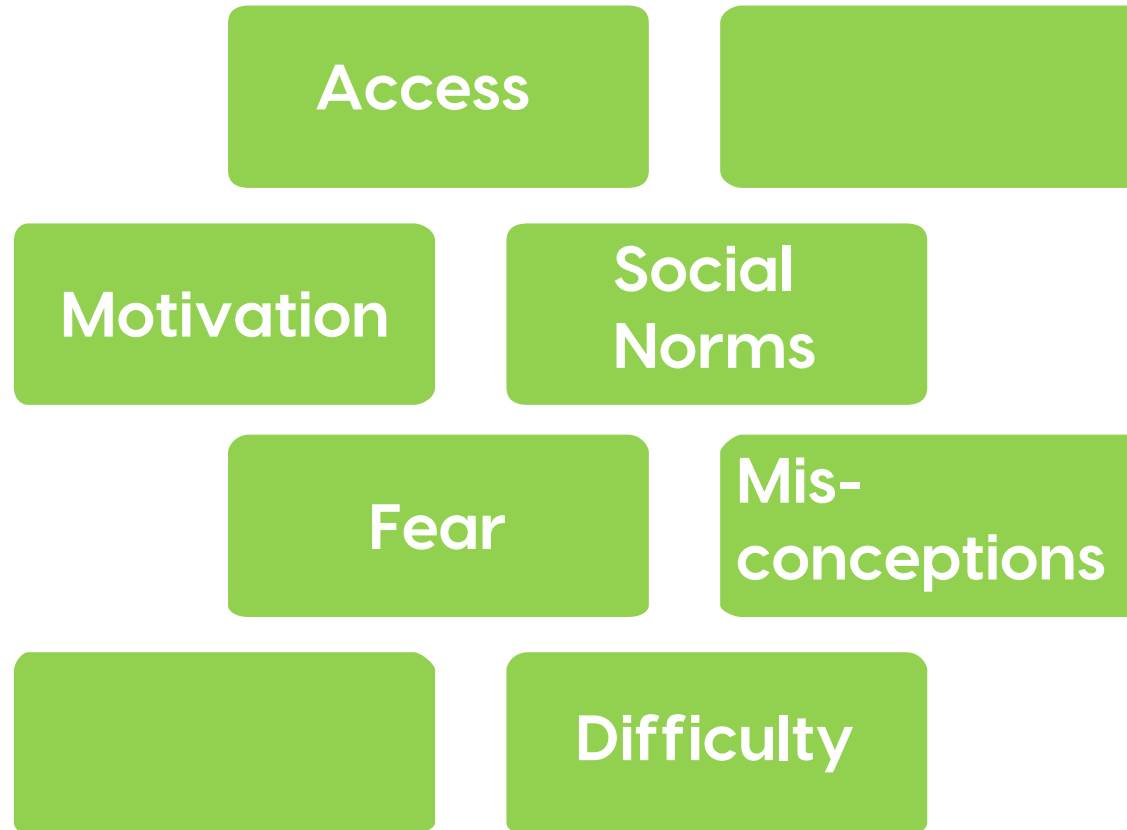 Access
Motivation
Social
Norms
Fear
Mis-
conceptions
Difficulty